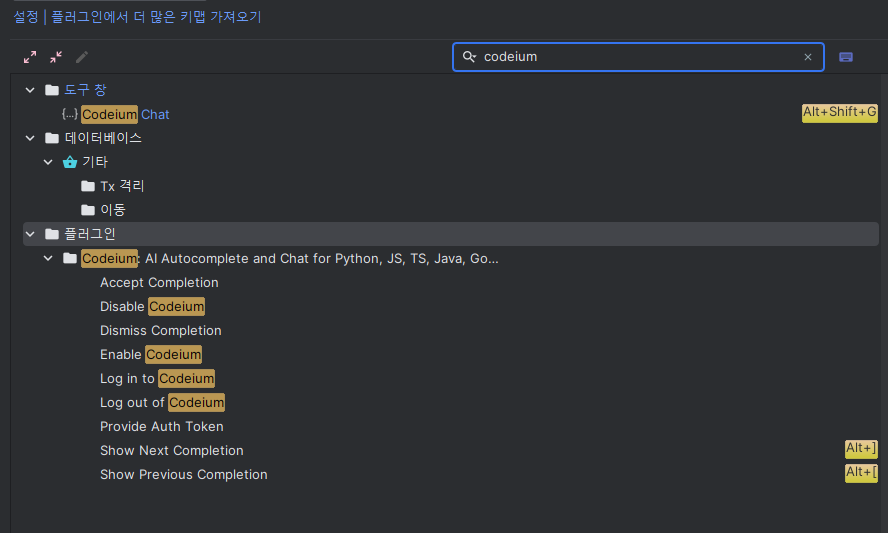 설정 | 플러그인에서 더 많은 키맵 가져오기
codeium
도구 창
{...} Codeium Chat Alt+Shift+G
데이터베이스
기타
Tx 격리
이동
플러그인
Codeium: AI Autocomplete and Chat for Python, JS, TS, Java, Go...
Accept Completion
Disable Codeium
Dismiss Completion
Enable Codeium
Log in to Codeium
Log out of Codeium
Provide Auth Token
Show Next Completion Alt+]
Show Previous Completion Alt+[